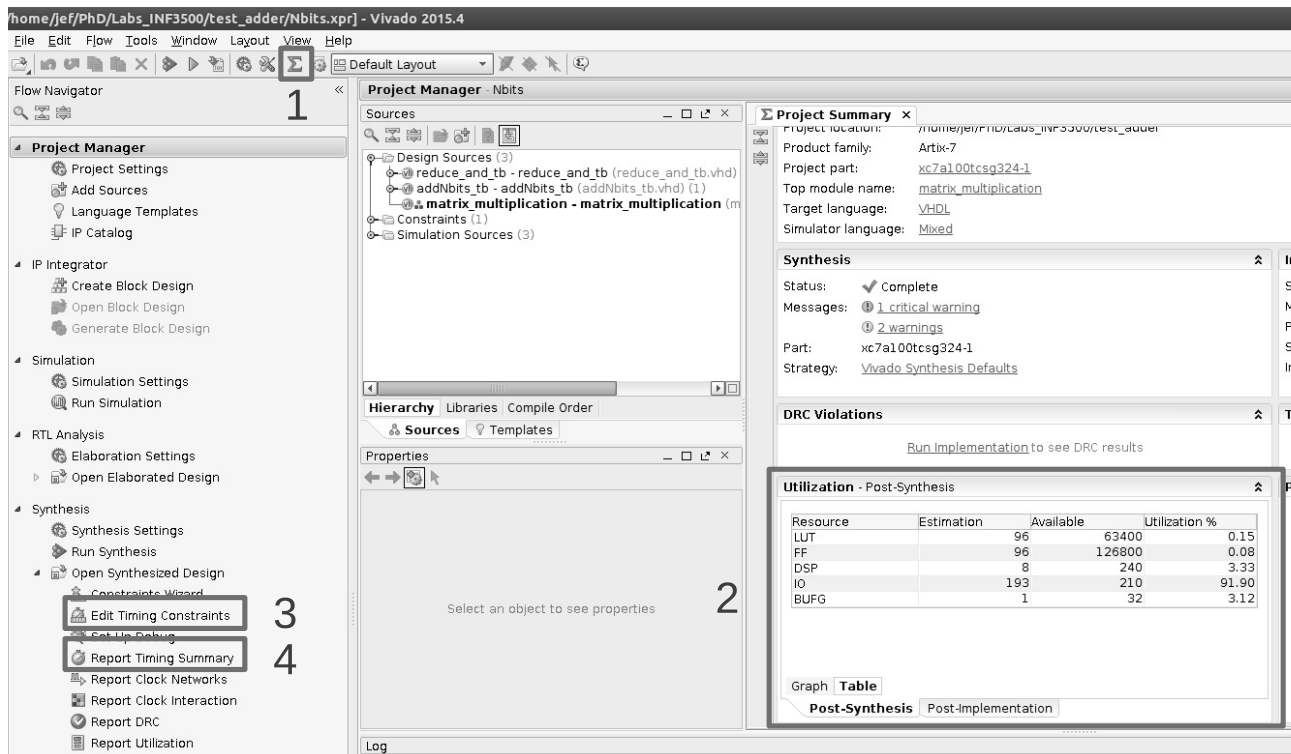 /home/jef/PhD/Labs_INF3500/test_adder/Nbits.xpr] - Vivado 2015.4
File Edit Flow Tools Window Layout View Help
Default Layout
1
Flow Navigator
Project Manager
Project Settings
Add Sources
Language Templates
IP Catalog
IP Integrator
Create Block Design
Open Block Design
Generate Block Design
Simulation
Simulation Settings
Run Simulation
RTL Analysis
Elaboration Settings
Open Elaborated Design
Synthesis
Synthesis Settings
Run Synthesis
Open Synthesized Design
Constraints Wizard
Edit Timing Constraints
3
Set Up Debug
Report Timing Summary
4
Report Clock Networks
Report Clock Interaction
Report DRC
Report Utilization
Project Manager - Nbits
Sources
Design Sources (3)
reduce_and_tb - reduce_and_tb (reduce_and_tb.vhd)
addNbits_tb - addNbits_tb (addNbits_tb.vhd) (1)
matrix_multiplication - matrix_multiplication (m
Constraints (1)
Simulation Sources (3)
Hierarchy Libraries Compile Order
Sources Templates
Properties
Select an object to see properties
2
Log
Project Summary
Project location: /home/jef/PhD/Labs_INF3500/test_adder
Product family: Artix-7
Project part: xc7a100tcsg324-1
Top module name: matrix_multiplication
Target language: VHDL
Simulator language: Mixed
Synthesis
Status: Complete
Messages: 1 critical warning
2 warnings
Part: xc7a100tcsg324-1
Strategy: Vivado Synthesis Defaults
DRC Violations
Run Implementation to see DRC results
Utilization - Post-Synthesis
Resource Estimation Available Utilization %
LUT 96 63400 0.15
FF 96 126800 0.08
DSP 8 240 3.33
IO 193 210 91.90
BUFG 1 32 3.12
Graph Table
Post-Synthesis Post-Implementation